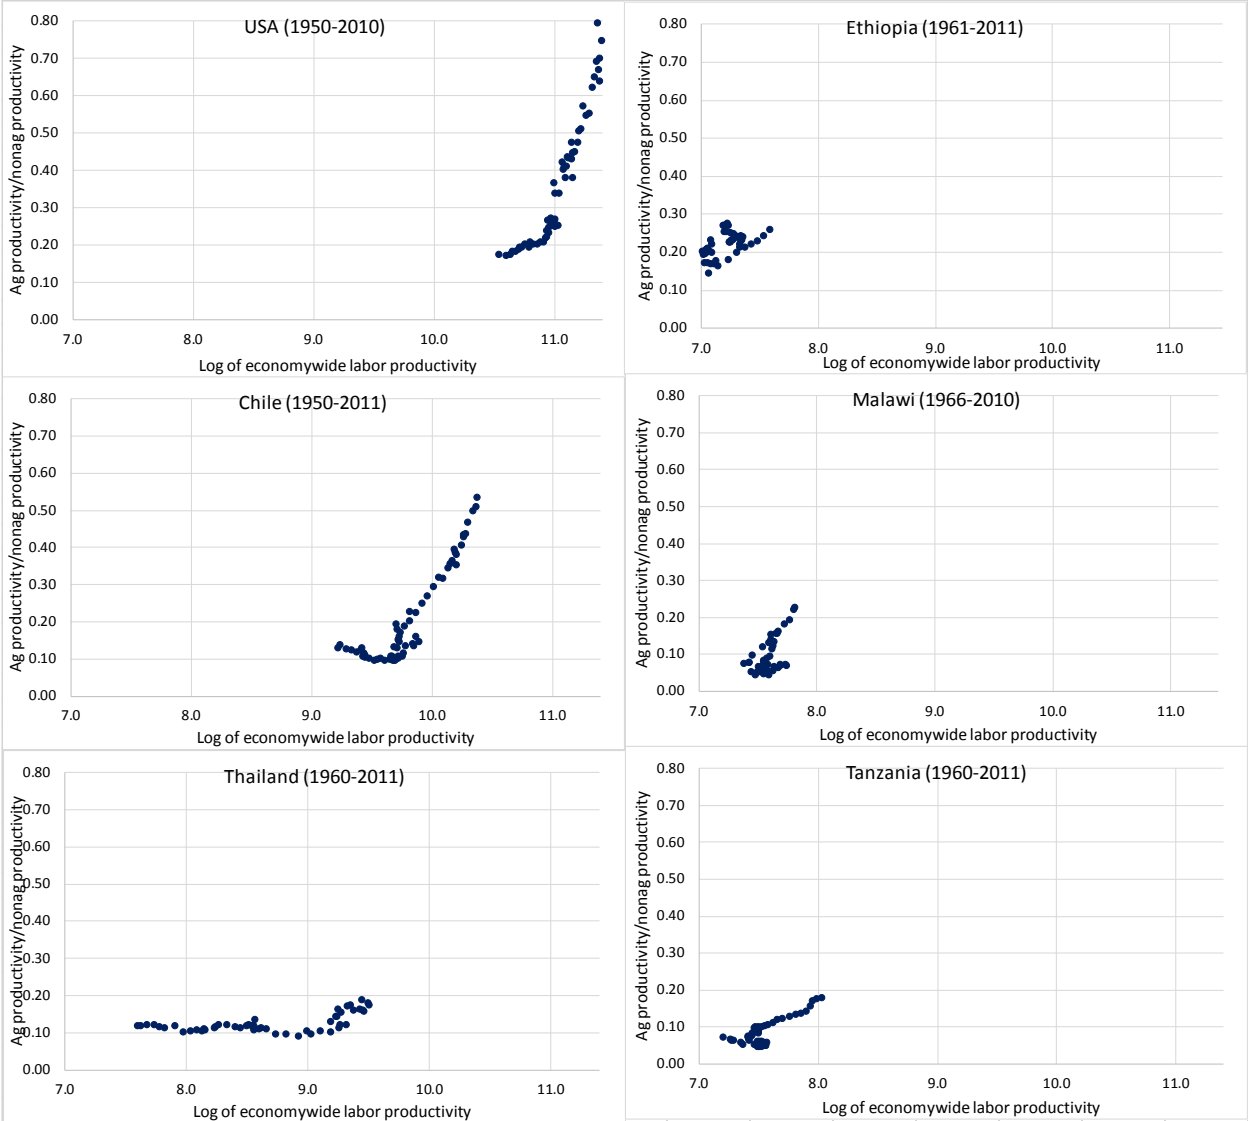 USA (1950-2010)
Ag productivity/nonag productivity
0.80
0.70
0.60
0.50
0.40
0.30
0.20
0.10
0.00
7.0 8.0 9.0 10.0 11.0
Log of economywide labor productivity
Ethiopia (1961-2011)
Ag productivity/nonag productivity
0.80
0.70
0.60
0.50
0.40
0.30
0.20
0.10
0.00
7.0 8.0 9.0 10.0 11.0
Log of economywide labor productivity
Chile (1950-2011)
Ag productivity/nonag productivity
0.80
0.70
0.60
0.50
0.40
0.30
0.20
0.10
0.00
7.0 8.0 9.0 10.0 11.0
Log of economywide labor productivity
Malawi (1966-2010)
Ag productivity/nonag productivity
0.80
0.70
0.60
0.50
0.40
0.30
0.20
0.10
0.00
7.0 8.0 9.0 10.0 11.0
Log of economywide labor productivity
Thailand (1960-2011)
Ag productivity/nonag productivity
0.80
0.70
0.60
0.50
0.40
0.30
0.20
0.10
0.00
7.0 8.0 9.0 10.0 11.0
Log of economywide labor productivity
Tanzania (1960-2011)
Ag productivity/nonag productivity
0.80
0.70
0.60
0.50
0.40
0.30
0.20
0.10
0.00
7.0 8.0 9.0 10.0 11.0
Log of economywide labor productivity